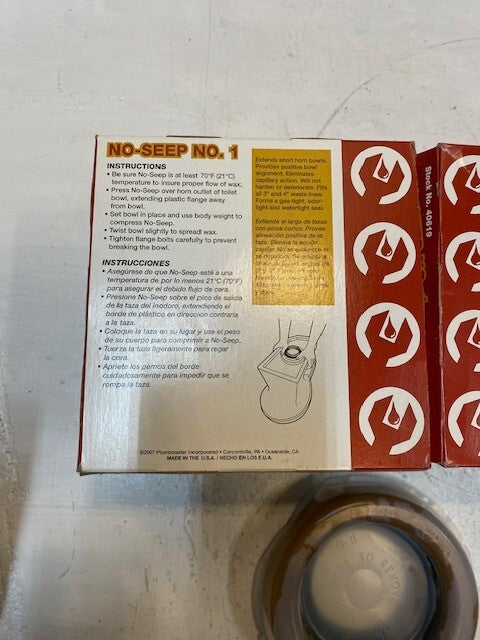 NO-SEEP NO. 1
INSTRUCTIONS
• Be sure No-Seep is at least 70°F (21°C)
temperature to insure proper flow of wax.
• Press No-Seep over horn outlet of toilet
bowl, extending plastic flange away
from bowl.
• Set bowl in place and use body weight to
compress No-Seep.
• Twist bowl slightly to spread wax.
• Tighten flange bolts carefully to prevent
breaking the bowl.
INSTRUCCIONES
• Asegúrese de que No-Seep esté a una
temperatura de por lo menos 21°C (70°F)
para asegurar el debido flujo de cera.
• Presione No-Seep sobre el pico de salida
de la taza del inodoro, extendiendo el
borde de plástico en dirección contraria
a la taza.
• Coloque la taza en su lugar y use el peso
de su cuerpo para comprimir a No-Seep.
• Tuerza la taza ligeramente para regar
la cera.
• Apriete los pernos del borde
cuidadosamente para impedir que se
rompa la taza.
Extends short horn bowls.
Provides positive bowl
alignment. Eliminates
capillary action. Will not
harden or deteriorate. Fits
all 3" and 4" waste lines.
Forms a gas-tight, odor-
tight and watertight seal.
Extiende el largo de tazas
con picos cortos. Provee
alineación positiva de la
taza. Elimina la acción
capilar. No se endurece ni
se
©2007 Plumbmaster Incorporated • Concordville, PA • Oceanside, CA
MADE IN THE U.S.A. / HECHO EN LOS E.U.A.
Stock No. 40619
TO REMOVE